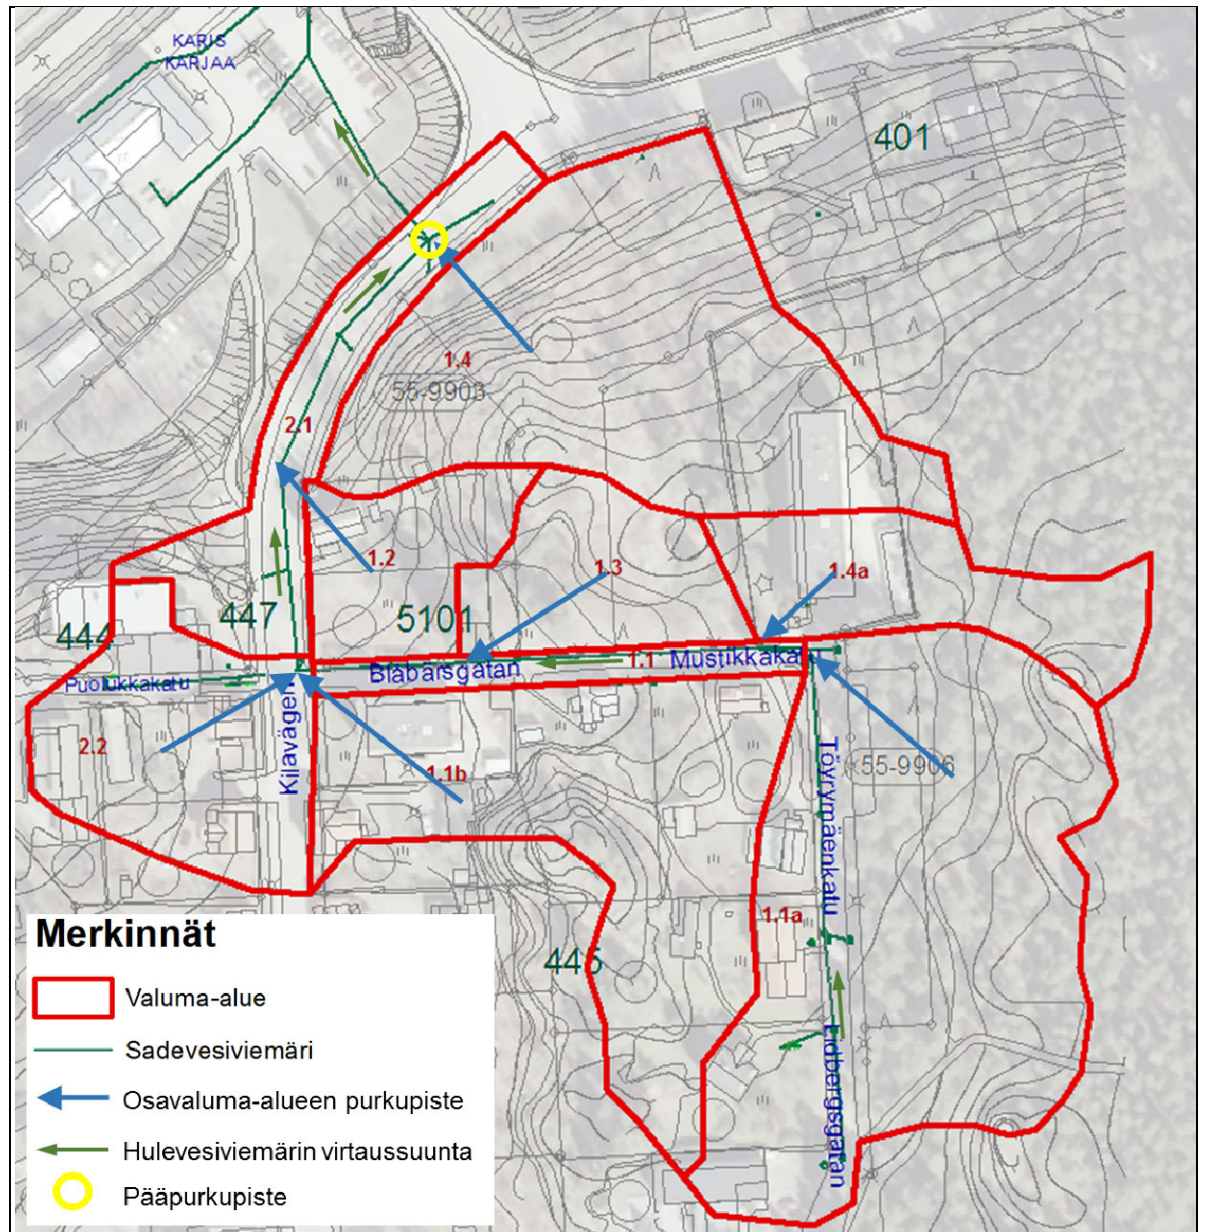 KARIS
KARJAA
401
1.4
55-9903
2.1
1.2
1.3
1.4a
447
5101
444
Puolukkakatu
Blåbärsgatan
1.1
Mustikkaka
2.2
Kilavägen
1.1b
Töyrymäenkatu
55-9906
1.1a
445
Lidbergsgatan
Merkinnät
Valuma-alue
Sadevesiviemäri
Osavaluma-alueen purkupiste
Hulevesiviemärin virtaussuunta
Pääpurkupiste